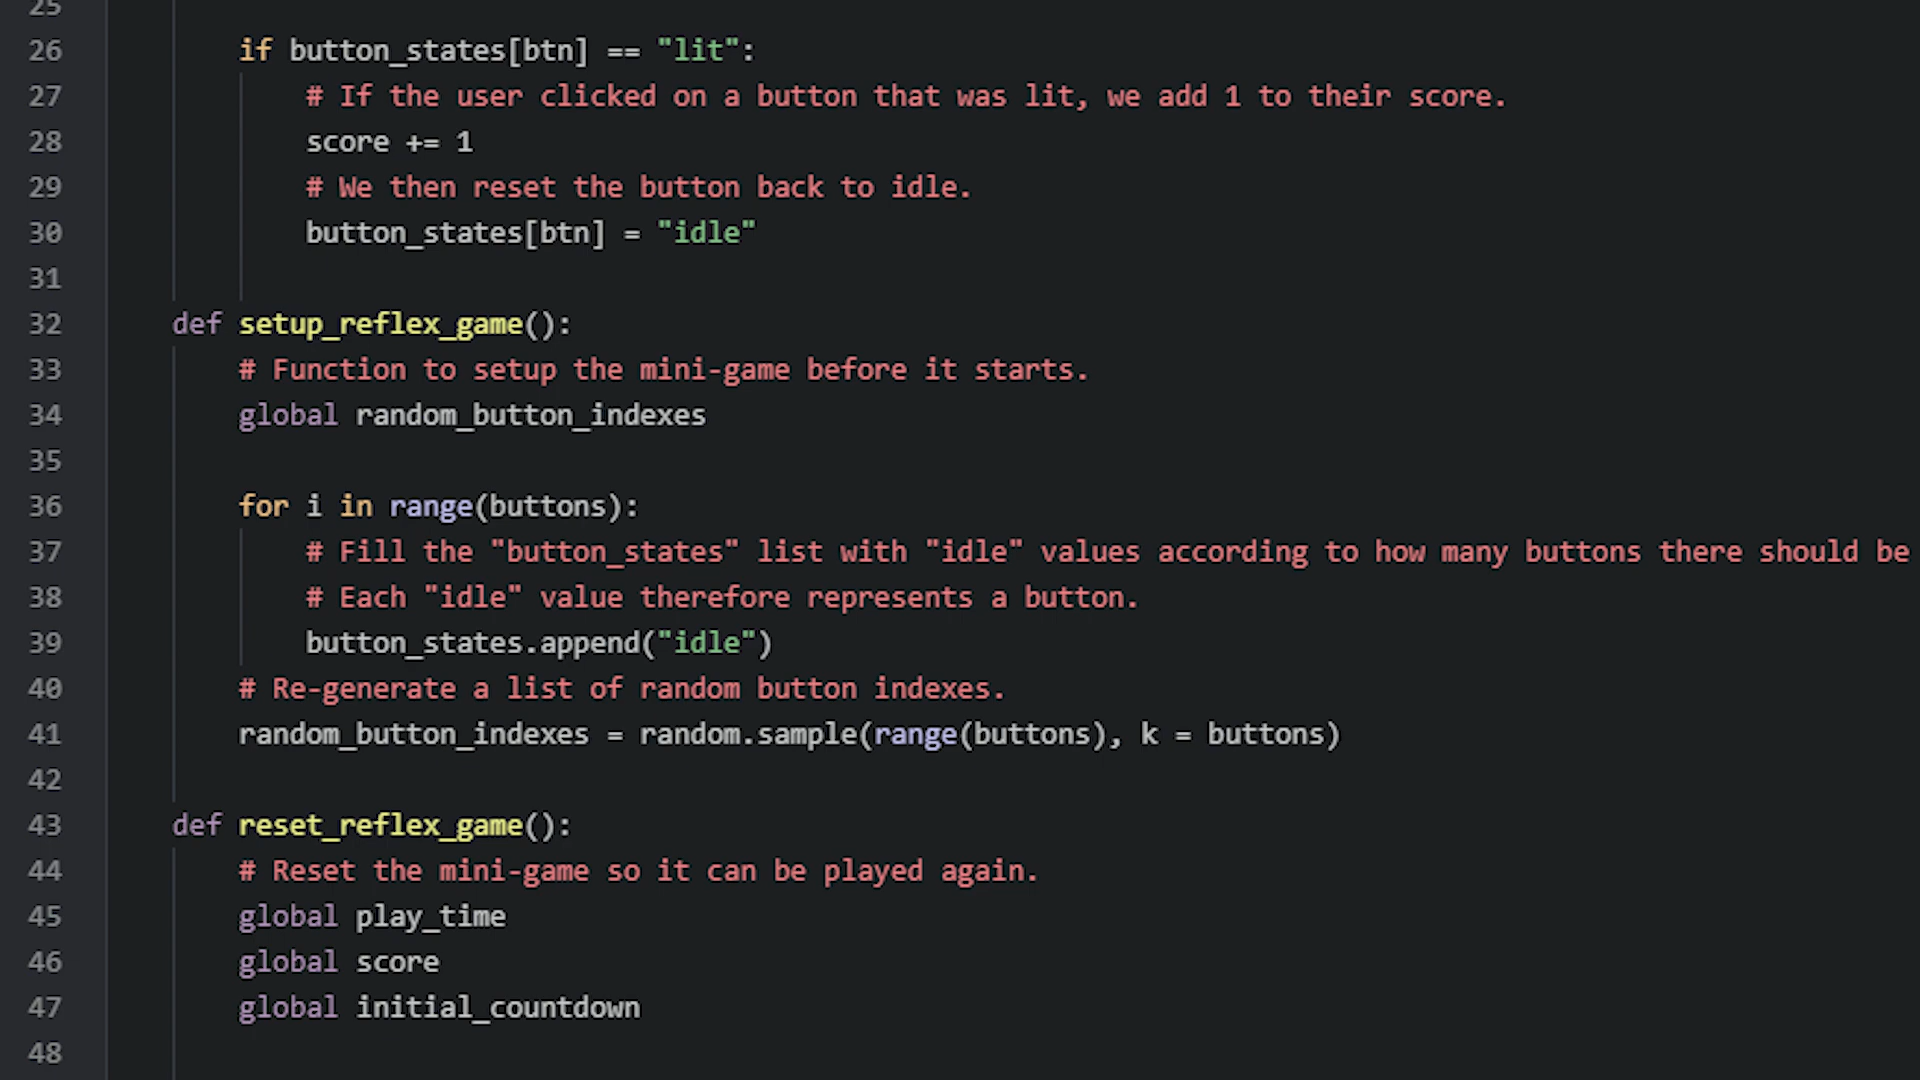 25
26 if button_states[btn] == "lit":
27 # If the user clicked on a button that was lit, we add 1 to their score.
28 score += 1
29 # We then reset the button back to idle.
30 button_states[btn] = "idle"
31
32 def setup_reflex_game():
33 # Function to setup the mini-game before it starts.
34 global random_button_indexes
35
36 for i in range(buttons):
37 # Fill the "button_states" list with "idle" values according to how many buttons there should be
38 # Each "idle" value therefore represents a button.
39 button_states.append("idle")
40 # Re-generate a list of random button indexes.
41 random_button_indexes = random.sample(range(buttons), k = buttons)
42
43 def reset_reflex_game():
44 # Reset the mini-game so it can be played again.
45 global play_time
46 global score
47 global initial_countdown
48